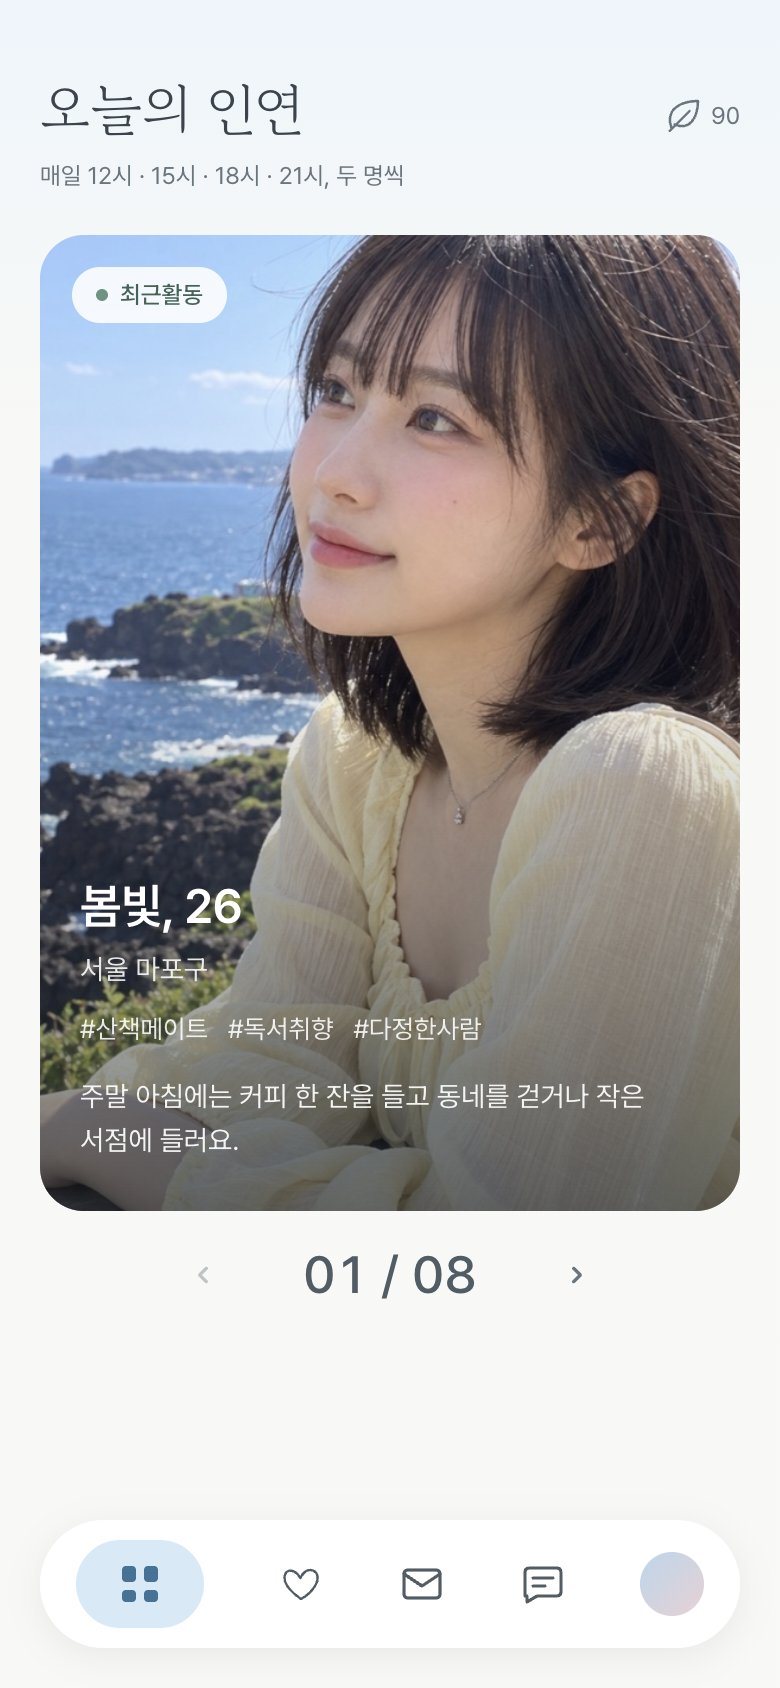 오늘의 인연
90
매일 12시 · 15시 · 18시 · 21시, 두 명씩
최근활동
봄빛, 26
서울 마포구
#산책메이트 #독서취향 #다정한사람
주말 아침에는 커피 한 잔을 들고 동네를 걷거나 작은
서점에 들러요.
01 / 08